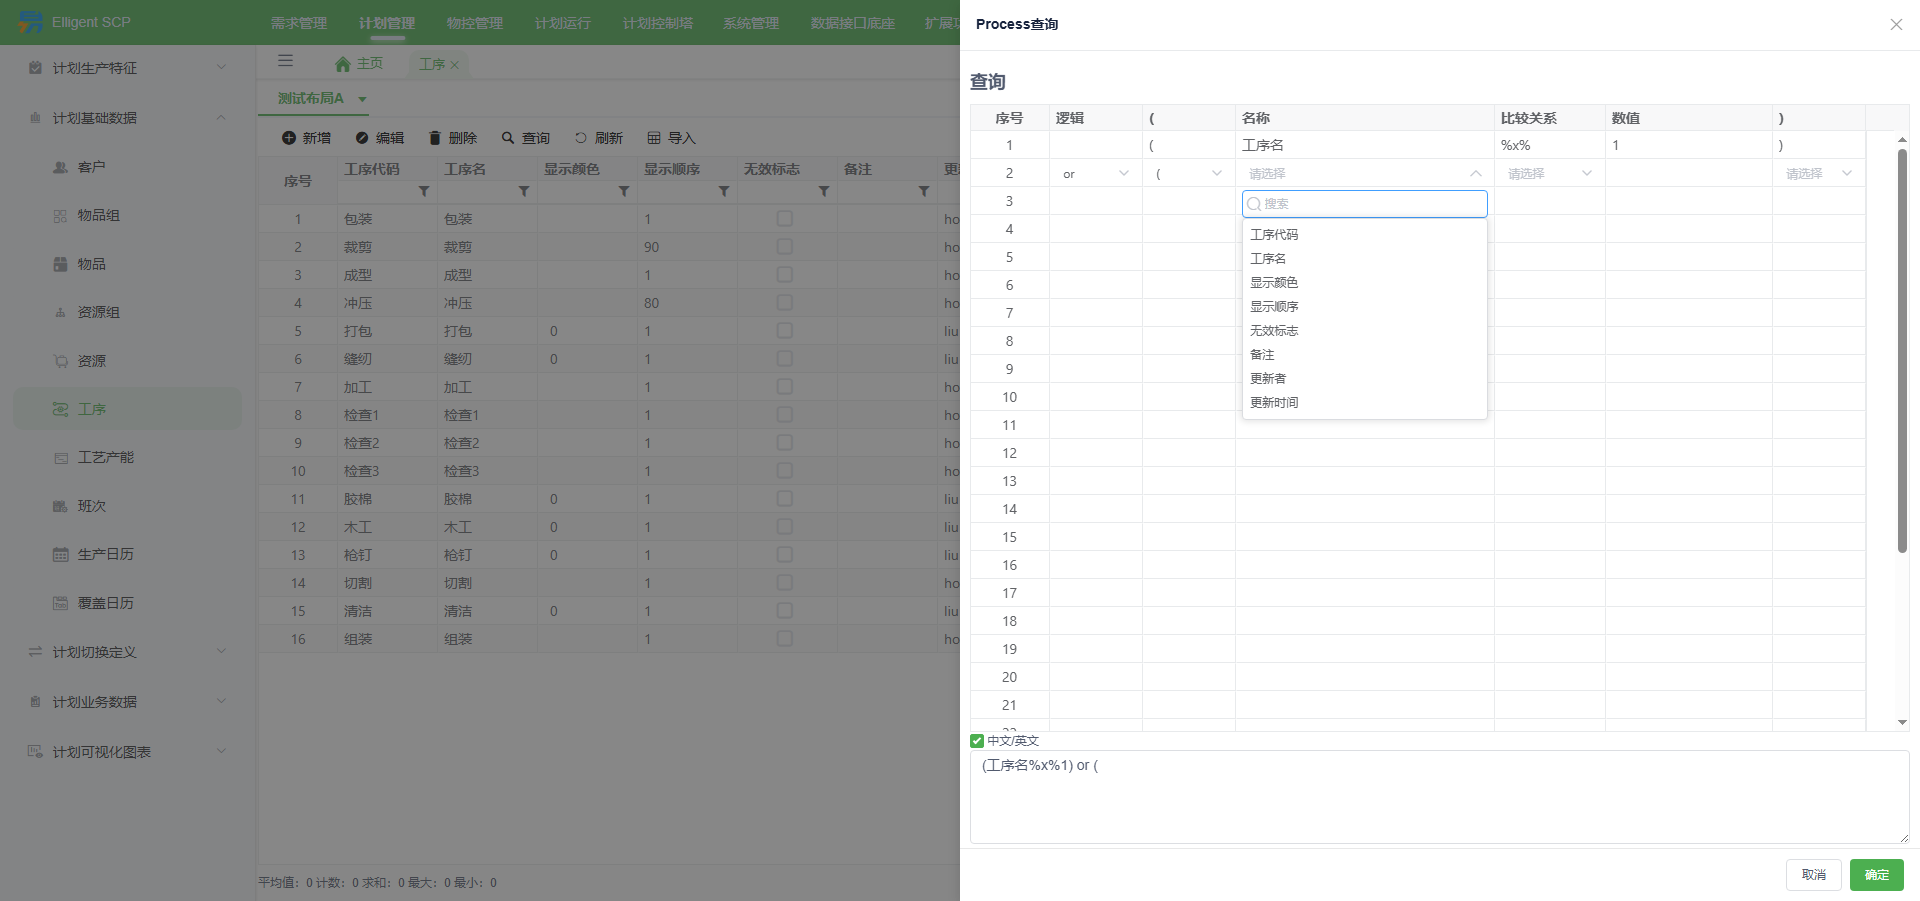 Elligent SCP
需求管理 计划管理 物控管理 计划运行 计划控制塔 系统管理 数据接口底座 扩展
Process查询
计划生产特征
计划基础数据
客户
物品组
物品
资源组
资源
工序
工艺产能
班次
生产日历
覆盖日历
计划切换定义
计划业务数据
计划可视化图表
主页 工序
测试布局A
新增 编辑 删除 查询 刷新 导入
序号 工序代码 工序名 显示颜色 显示顺序 无效标志 备注 更
1 包装 包装 1 ho
2 裁剪 裁剪 90 ho
3 成型 成型 1 ho
4 冲压 冲压 80 ho
5 打包 打包 0 1 liu
6 缝纫 缝纫 0 1 liu
7 加工 加工 1 ho
8 检查1 检查1 1 ho
9 检查2 检查2 1 ho
10 检查3 检查3 1 ho
11 胶棉 胶棉 0 1 liu
12 木工 木工 0 1 liu
13 枪钉 枪钉 0 1 liu
14 切割 切割 1 ho
15 清洁 清洁 0 1 liu
16 组装 组装 1 ho
平均值：0 计数：0 求和：0 最大：0 最小：0
查询
序号 逻辑 ( 名称 比较关系 数值 )
1 ( 工序名 %x% 1 )
2 or ( 请选择 请选择 请选择
搜索
工序代码
工序名
显示颜色
显示顺序
无效标志
备注
更新者
更新时间
3
4
5
6
7
8
9
10
11
12
13
14
15
16
17
18
19
20
21
22
中文/英文
(工序名%x%1) or (
取消 确定